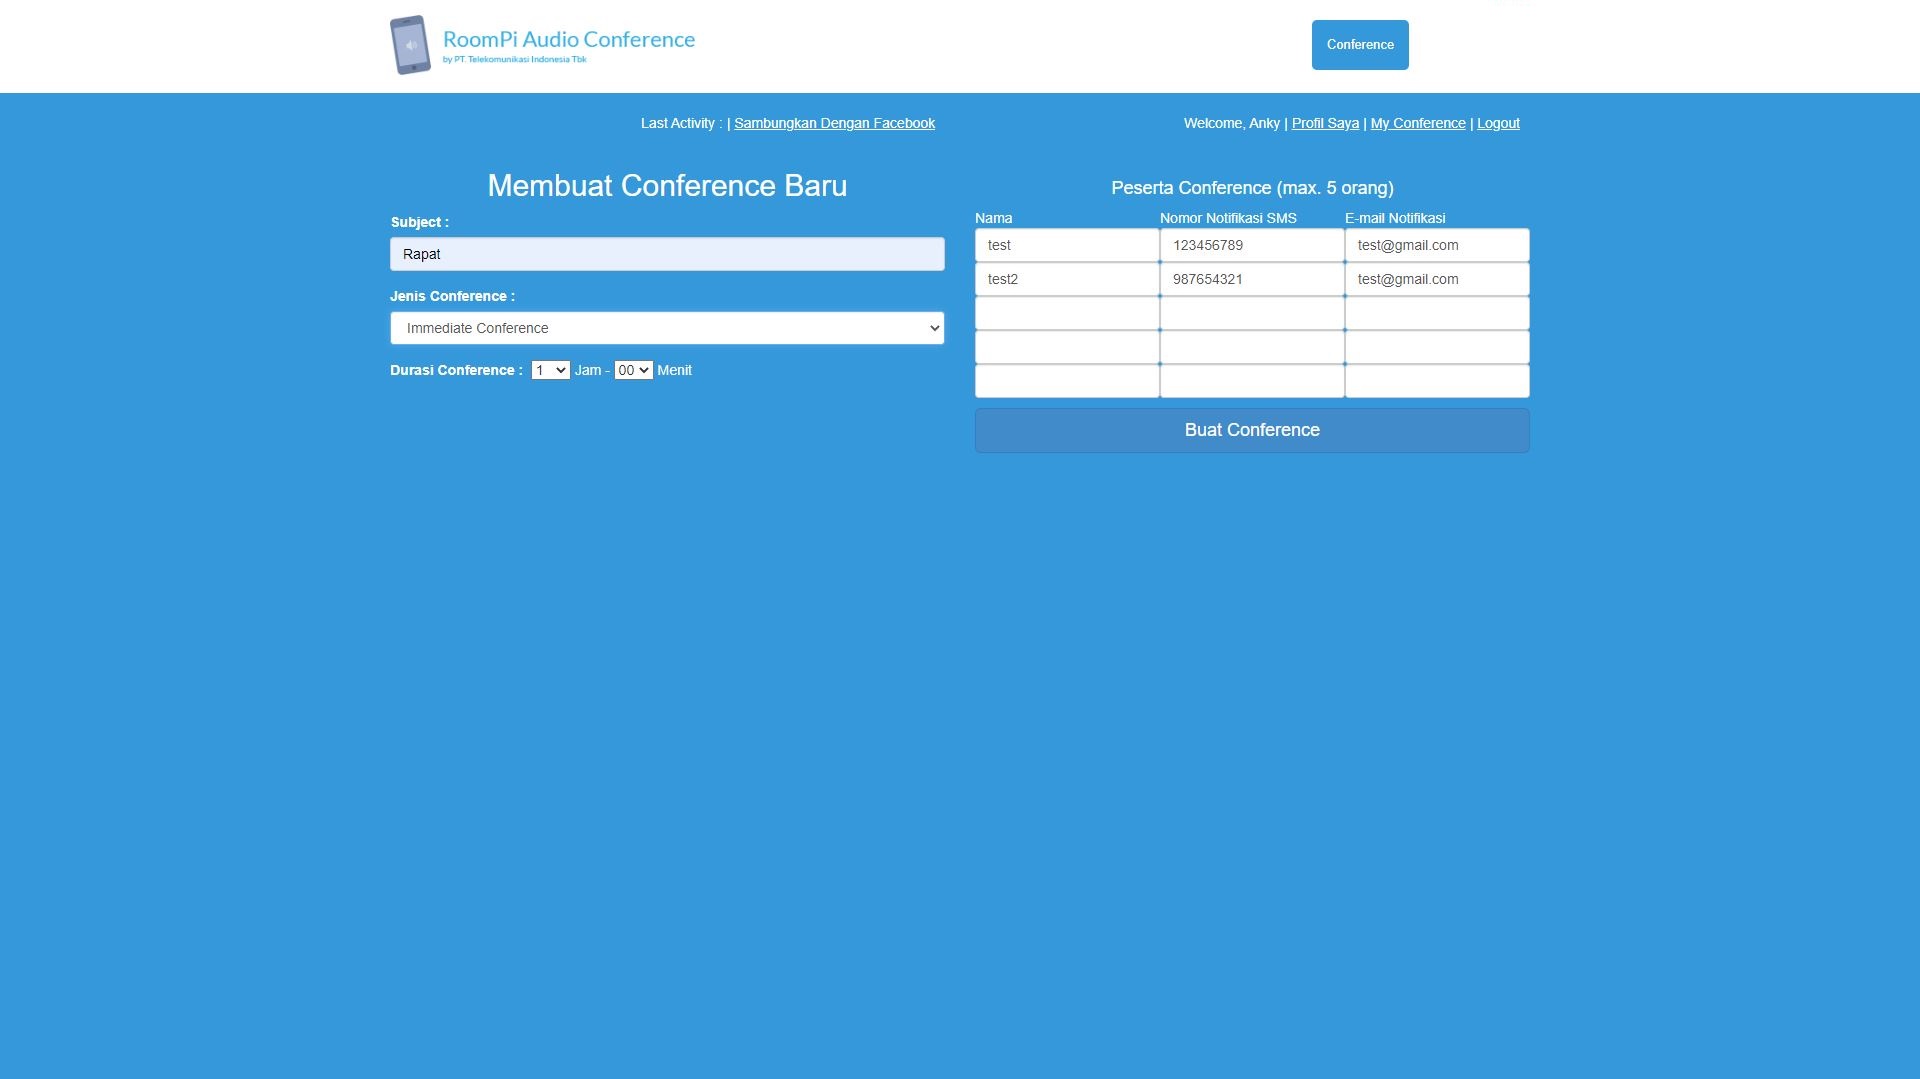 RoomPi Audio Conference
by PT. Telekomunikasi Indonesia Tbk
Conference
Last Activity : | Sambungkan Dengan Facebook
Welcome, Anky | Profil Saya | My Conference | Logout
Membuat Conference Baru
Subject :
Rapat
Jenis Conference :
Immediate Conference
Durasi Conference : 1 Jam - 00 Menit
Peserta Conference (max. 5 orang)
Nama Nomor Notifikasi SMS E-mail Notifikasi
test 123456789 test@gmail.com
test2 987654321 test@gmail.com
Buat Conference